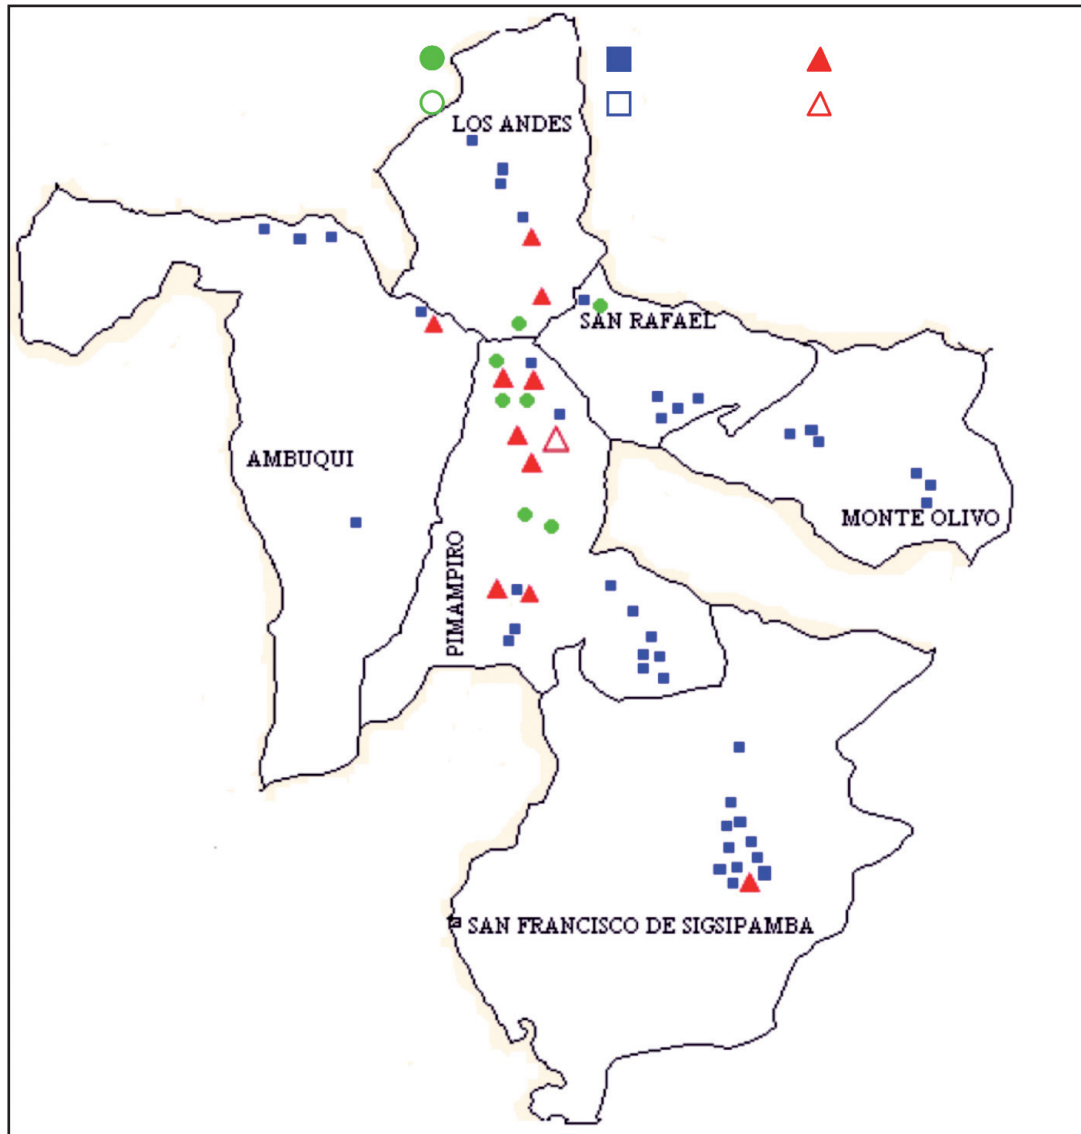 LOS ANDES
SAN RAFAEL
AMBUQUI
MONTE OLIVO
PIMAMPIRO
SAN FRANCISCO DE SIGSIPAMBA